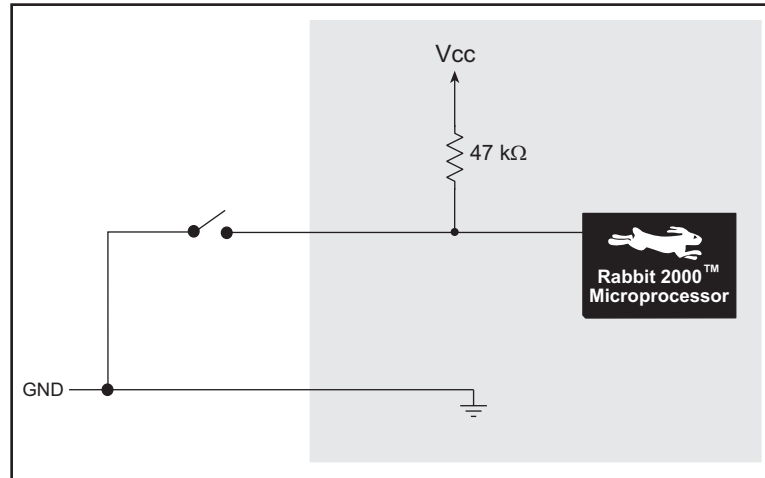 Vcc
47 kΩ
Rabbit 2000™
Microprocessor
GND